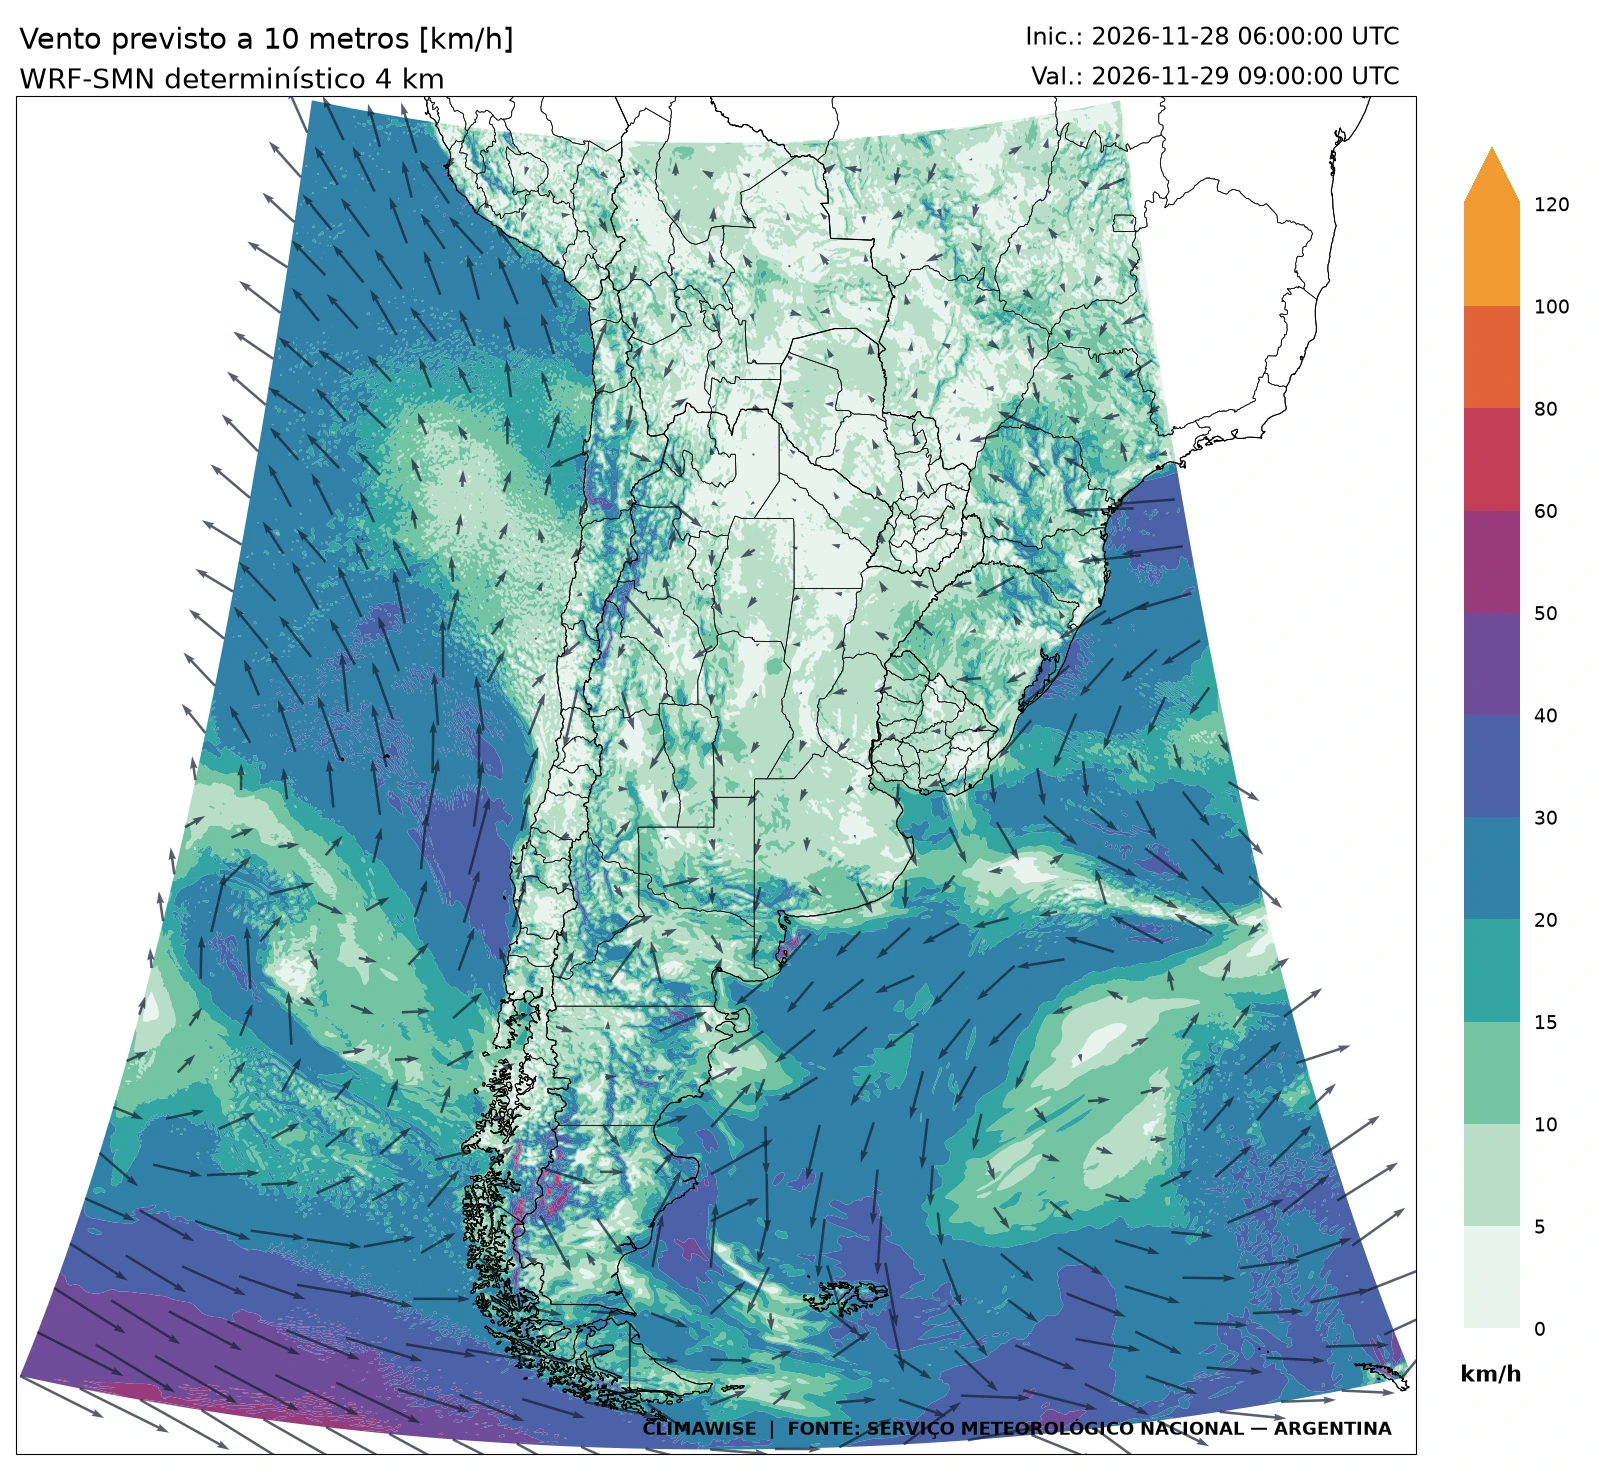 Vento previsto a 10 metros [km/h]
WRF-SMN determinístico 4 km
Inic.: 2026-11-28 06:00:00 UTC
Val.: 2026-11-29 09:00:00 UTC
120
100
80
60
50
40
30
20
15
10
5
0
km/h
CLIMAWISE | FONTE: SERVIÇO METEOROLÓGICO NACIONAL — ARGENTINA